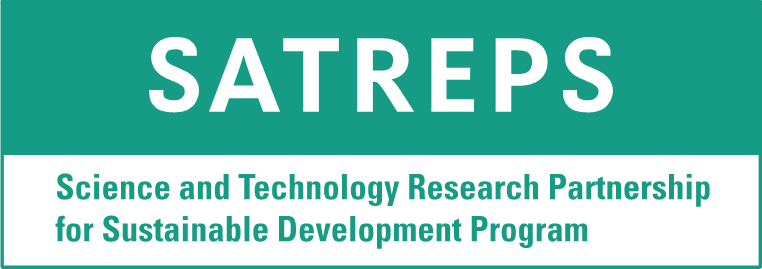 SATREPS
Science and Technology Research Partnership
for Sustainable Development Program